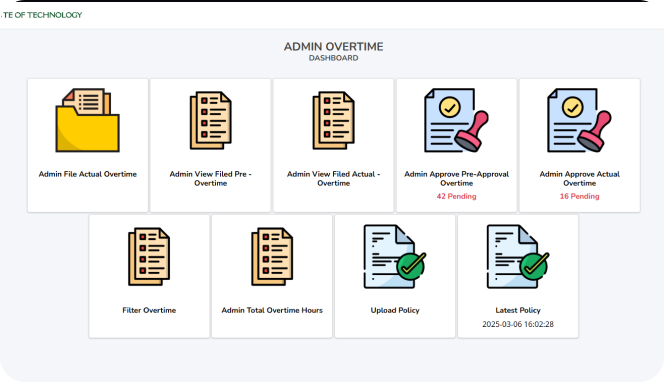 TE OF TECHNOLOGY
ADMIN OVERTIME
DASHBOARD
Admin File Actual Overtime
Admin View Filed Pre -
Overtime
Admin View Filed Actual -
Overtime
Admin Approve Pre-Approval
Overtime
42 Pending
Admin Approve Actual
Overtime
16 Pending
Filter Overtime
Admin Total Overtime Hours
Upload Policy
Latest Policy
2025-03-06 16:02:28